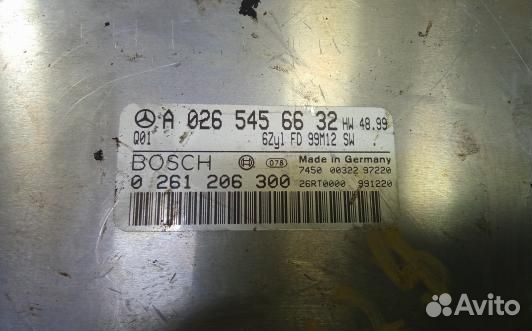 A 026 545 66 32 HW 48.99
Q01 6Zyl FD 99M12 SW
BOSCH 078 Made in Germany
7450 00322 97220
0 261 206 300 26RT0000 991220
Avito